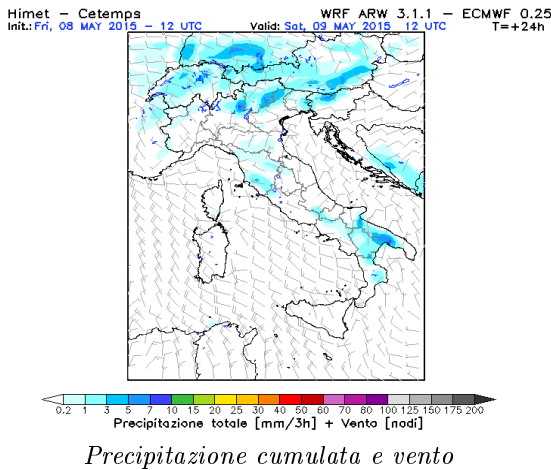 Himet – Cetemps WRF ARW 3.1.1 – ECMWF 0.25
Init.: Fri, 08 MAY 2015 – 12 UTC Valid: Sat, 09 MAY 2015 12 UTC T=+24h
0.2 1 3 5 7 10 15 20 25 30 40 50 60 70 80 100 125 150 175 200
Precipitazione totale [mm/3h] + Vento [nodi]
Precipitazione cumulata e vento